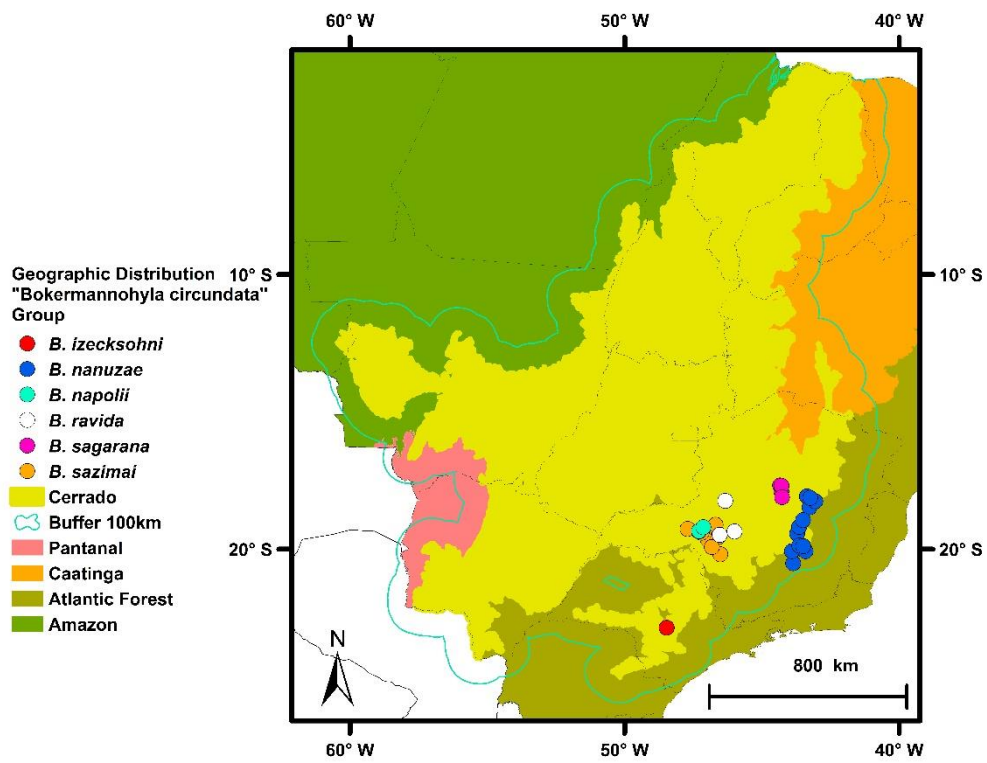 60° W 50° W 40° W
10° S 10° S
Geographic Distribution
"Bokermannohyla circundata"
Group
B. izecksohni
B. nanuzae
B. napolii
B. ravida
B. sagarana
B. sazimai
Cerrado
Buffer 100km
Pantanal
Caatinga
Atlantic Forest
Amazon
20° S 20° S
N
800 km
60° W 50° W 40° W